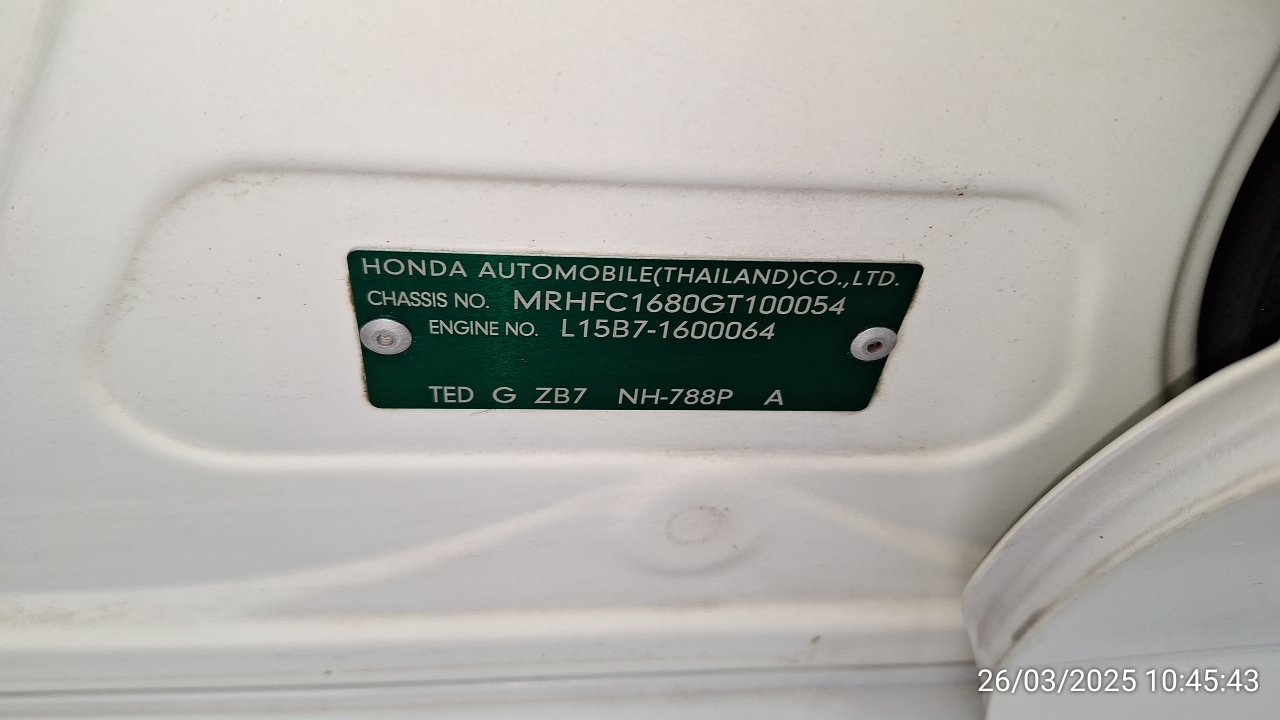 HONDA AUTOMOBILE(THAILAND)CO.,LTD.
CHASSIS NO. MRHFC1680GT100054
ENGINE NO. L15B7-1600064
TED G ZB7 NH-788P A
26/03/2025 10:45:43